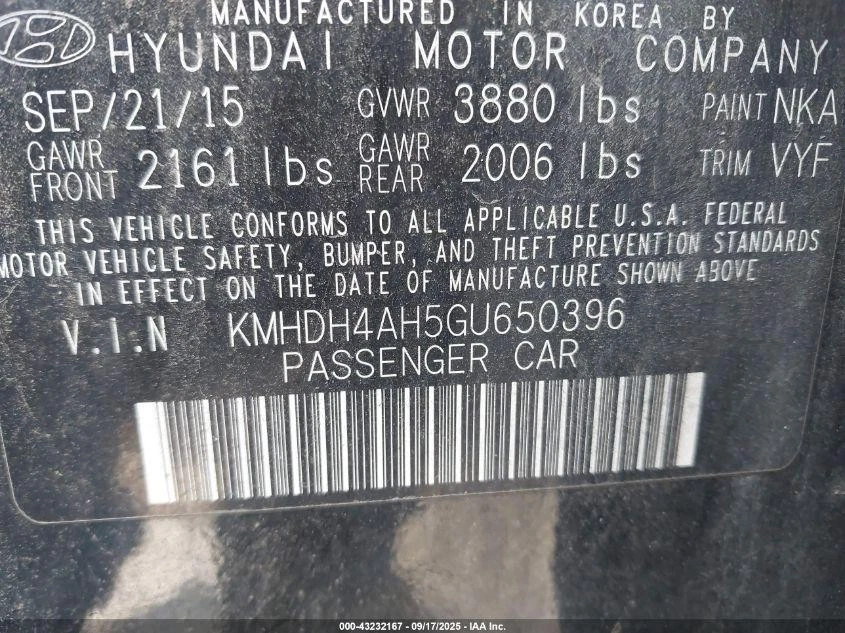 MANUFACTURED IN KOREA BY
HYUNDAI MOTOR COMPANY
SEP/21/15 GVWR 3880 lbs PAINT NKA
GAWR FRONT 2161 lbs GAWR REAR 2006 lbs TRIM VYF
THIS VEHICLE CONFORMS TO ALL APPLICABLE U.S.A. FEDERAL
MOTOR VEHICLE SAFETY, BUMPER, AND THEFT PREVENTION STANDARDS
IN EFFECT ON THE DATE OF MANUFACTURE SHOWN ABOVE
V.I.N KMHDH4AH5GU650396
PASSENGER CAR
000-43232167 - 09/17/2025 - IAA Inc.